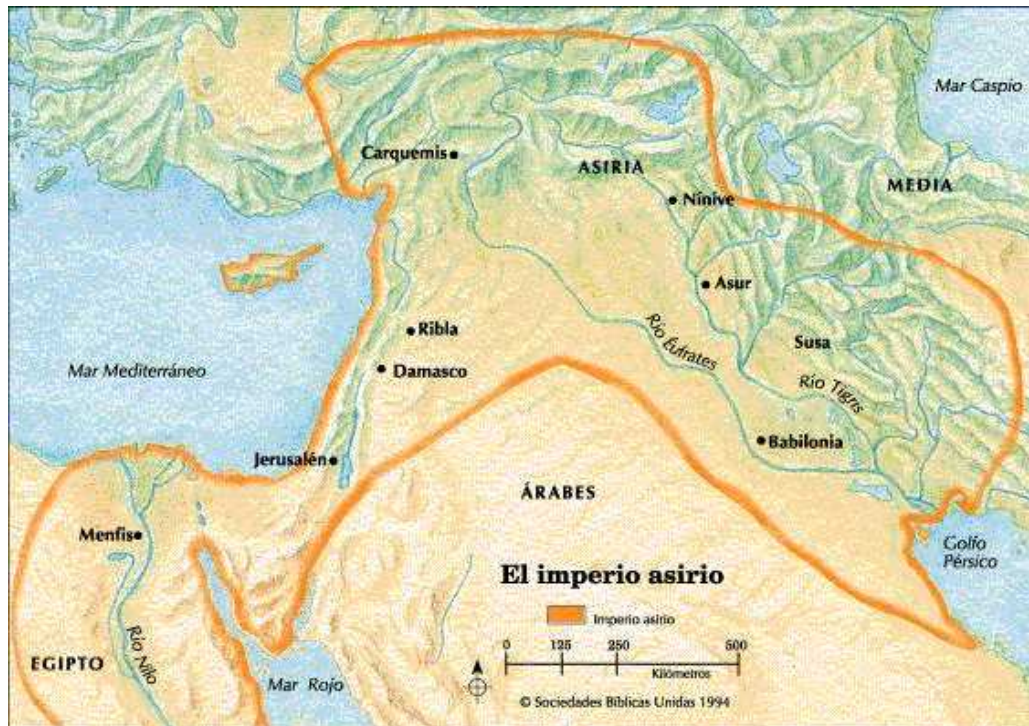 Mar Caspio
Carquemis
ASIRIA
MEDIA
Nínive
Asur
Ribla
Río Éufrates
Susa
Mar Mediterráneo
Damasco
Río Tigris
Babilonia
Jerusalén
ÁRABES
Menfis
Golfo
Pérsico
El imperio asirio
Imperio asirio
0 125 250 500
Kilómetros
EGIPTO
Río Nilo
Mar Rojo
© Sociedades Bíblicas Unidas 1994